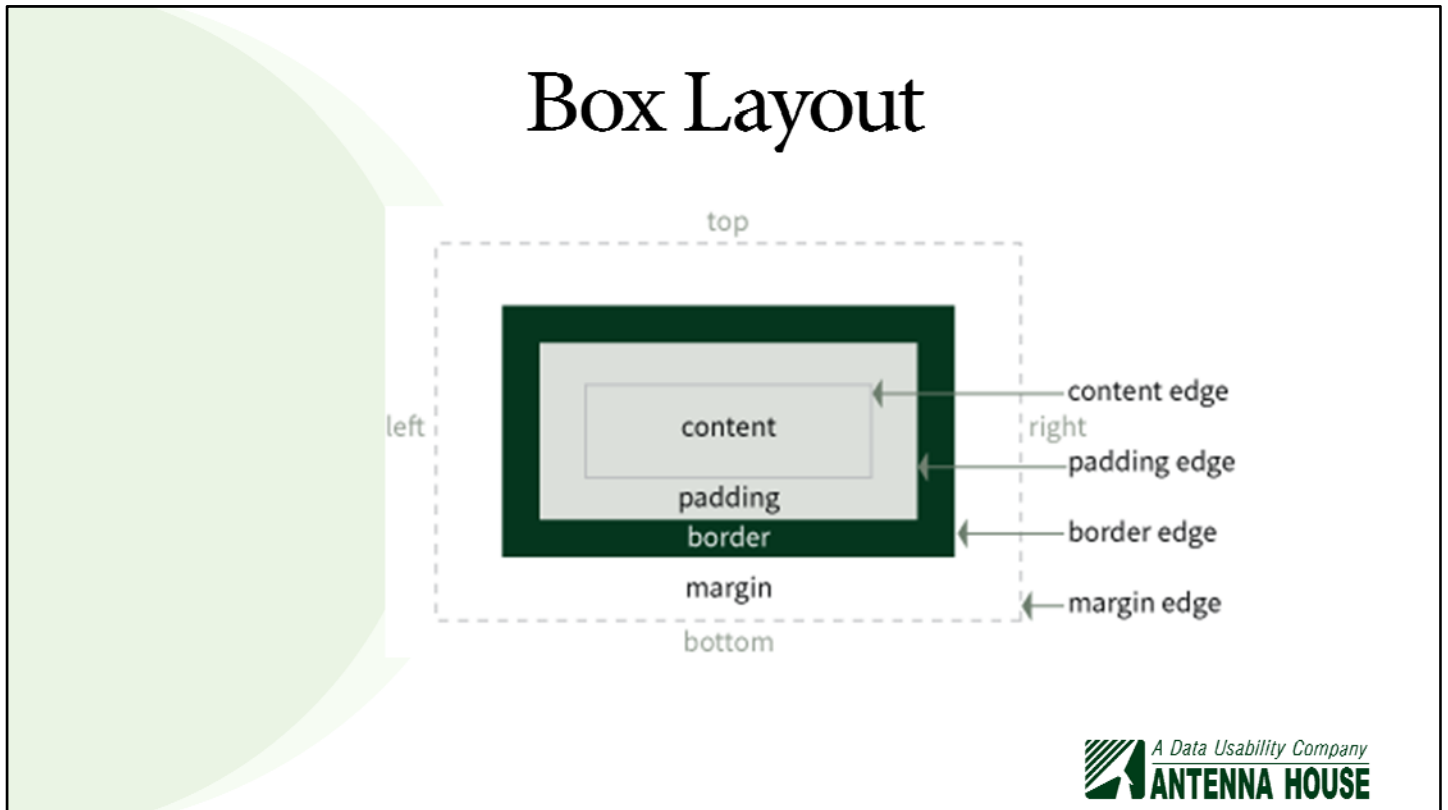 Box Layout
top
content edge
left
content
right
padding edge
padding
border
border edge
margin
margin edge
bottom
A Data Usability Company
ANTENNA HOUSE